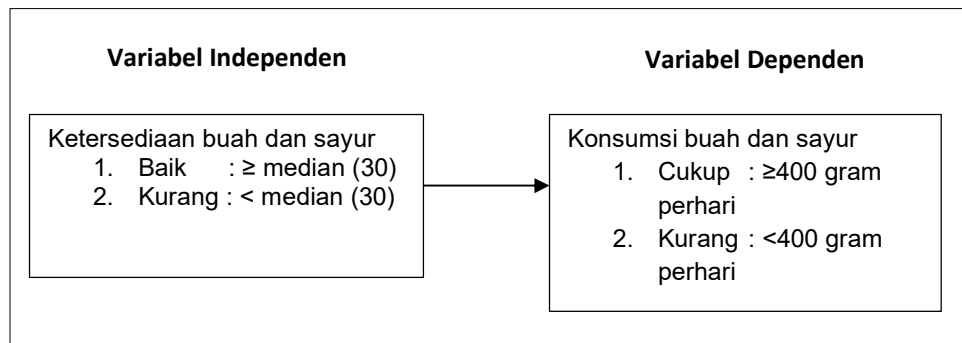 Variabel Independen
Variabel Dependen
Ketersediaan buah dan sayur
1. Baik : ≥ median (30)
2. Kurang : < median (30)
Konsumsi buah dan sayur
1. Cukup : ≥400 gram
perhari
2. Kurang : <400 gram
perhari